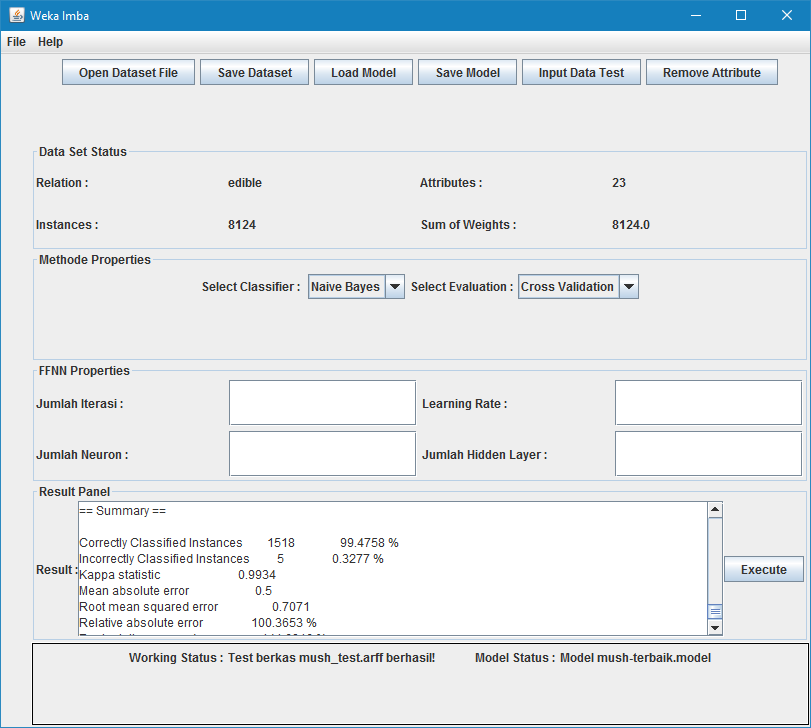 Weka Imba
File Help
Open Dataset File Save Dataset Load Model Save Model Input Data Test Remove Attribute
Data Set Status
Relation : edible Attributes : 23
Instances : 8124 Sum of Weights : 8124.0
Methode Properties
Select Classifier : Naive Bayes Select Evaluation : Cross Validation
FFNN Properties
Jumlah Iterasi : Learning Rate :
Jumlah Neuron : Jumlah Hidden Layer :
Result Panel
== Summary ==
Correctly Classified Instances 1518 99.4758 %
Incorrectly Classified Instances 5 0.3277 %
Result : Kappa statistic 0.9934 Execute
Mean absolute error 0.5
Root mean squared error 0.7071
Relative absolute error 100.3653 %
Working Status : Test berkas mush_test.arff berhasil! Model Status : Model mush-terbaik.model